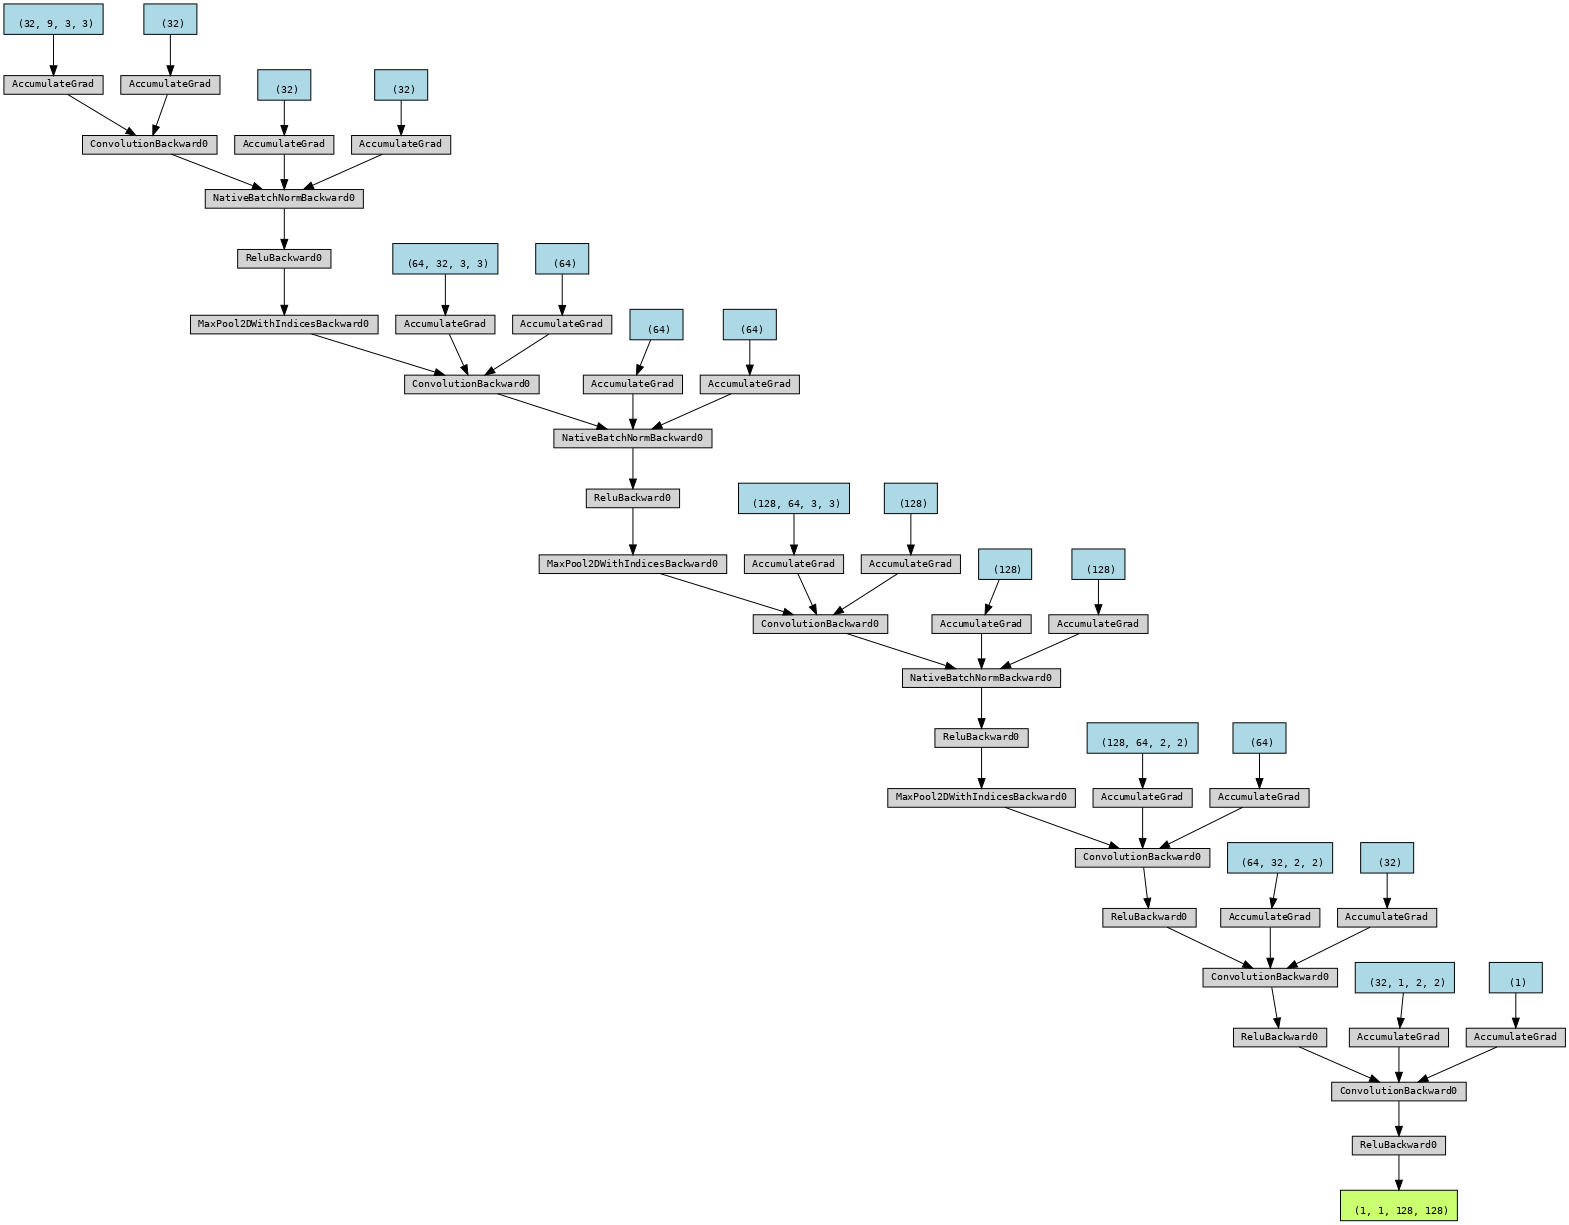 (32, 9, 3, 3)
(32)
AccumulateGrad
AccumulateGrad
(32)
(32)
ConvolutionBackward0
AccumulateGrad
AccumulateGrad
NativeBatchNormBackward0
ReluBackward0
(64, 32, 3, 3)
(64)
MaxPool2DWithIndicesBackward0
AccumulateGrad
AccumulateGrad
(64)
(64)
ConvolutionBackward0
AccumulateGrad
AccumulateGrad
NativeBatchNormBackward0
ReluBackward0
(128, 64, 3, 3)
(128)
MaxPool2DWithIndicesBackward0
AccumulateGrad
AccumulateGrad
(128)
(128)
ConvolutionBackward0
AccumulateGrad
AccumulateGrad
NativeBatchNormBackward0
ReluBackward0
(128, 64, 2, 2)
(64)
MaxPool2DWithIndicesBackward0
AccumulateGrad
AccumulateGrad
ConvolutionBackward0
(64, 32, 2, 2)
(32)
ReluBackward0
AccumulateGrad
AccumulateGrad
ConvolutionBackward0
(32, 1, 2, 2)
(1)
ReluBackward0
AccumulateGrad
AccumulateGrad
ConvolutionBackward0
ReluBackward0
(1, 1, 128, 128)